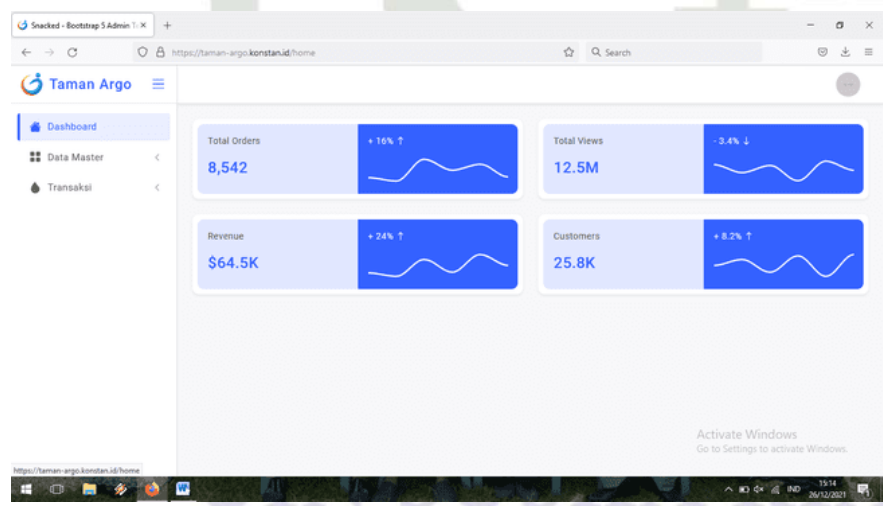 Snacked - Bootstrap 5 Admin
https://taman-argo.konstan.id/home
Search
Taman Argo
Dashboard
Data Master
Transaksi
Total Orders
8,542
+ 16% ↑
Total Views
12.5M
- 3.4% ↓
Revenue
$64.5K
+ 24% ↑
Customers
25.8K
+ 8.2% ↑
Activate Windows
Go to Settings to activate Windows.
https://taman-argo.konstan.id/home
W
IND
15:14
26/12/2021